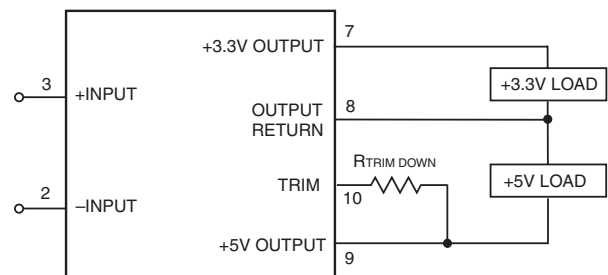 +3.3V OUTPUT
7
+3.3V LOAD
3
+INPUT
OUTPUT
RETURN
8
RTRIM DOWN
+5V LOAD
TRIM
10
2
–INPUT
+5V OUTPUT
9